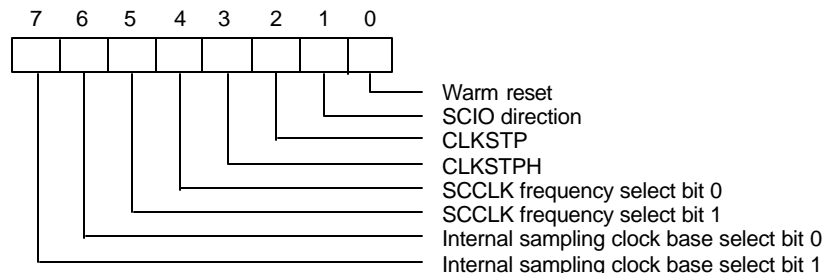 7 6 5 4 3 2 1 0
Warm reset
SCIO direction
CLKSTP
CLKSTPH
SCCLK frequency select bit 0
SCCLK frequency select bit 1
Internal sampling clock base select bit 0
Internal sampling clock base select bit 1